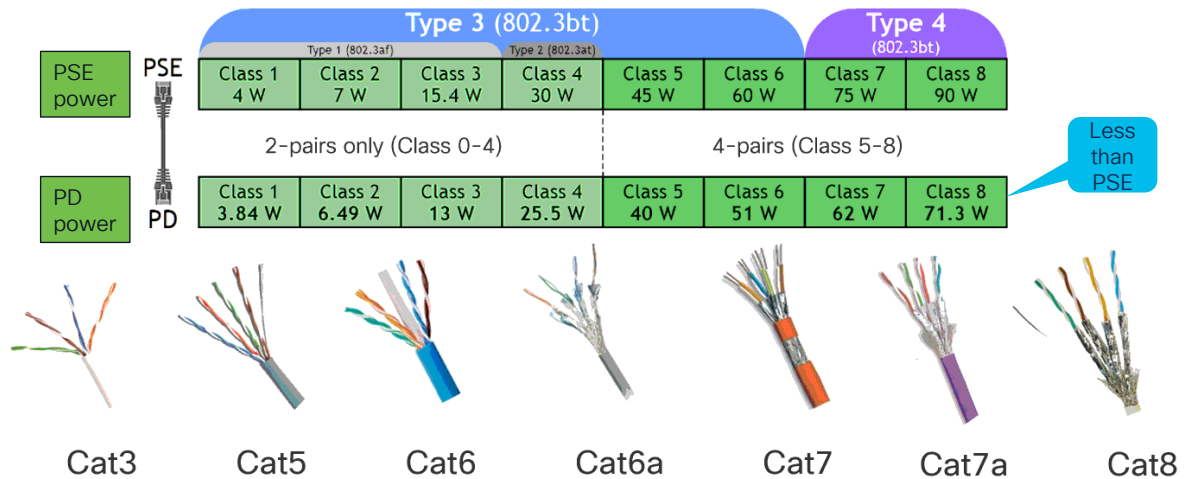 Type 3 (802.3bt)
Type 4
(802.3bt)
Type 1 (802.3af)
Type 2 (802.3at)
PSE
power
PSE
Class 1
4 W
Class 2
7 W
Class 3
15.4 W
Class 4
30 W
Class 5
45 W
Class 6
60 W
Class 7
75 W
Class 8
90 W
2-pairs only (Class 0-4)
4-pairs (Class 5-8)
Less
than
PSE
PD
power
PD
Class 1
3.84 W
Class 2
6.49 W
Class 3
13 W
Class 4
25.5 W
Class 5
40 W
Class 6
51 W
Class 7
62 W
Class 8
71.3 W
Cat3
Cat5
Cat6
Cat6a
Cat7
Cat7a
Cat8